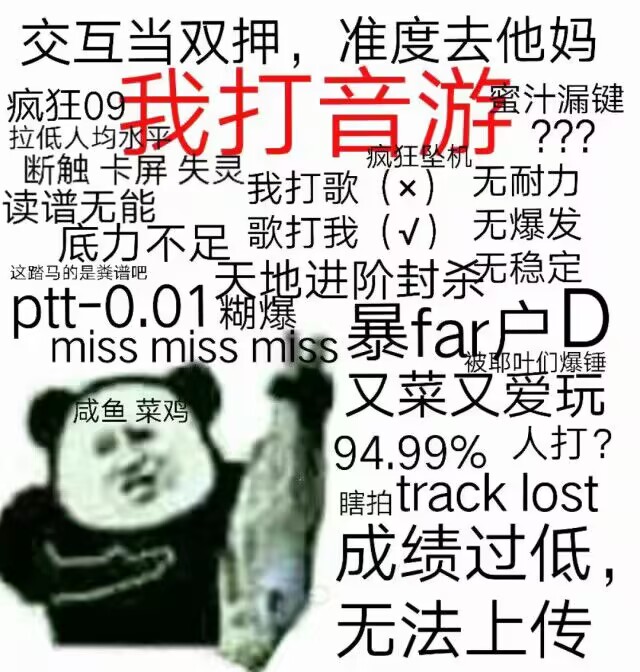 交互当双押，准度去他妈
疯狂09
我打音游
蜜汁漏键
拉低人均水平
???
断触 卡屏 失灵
疯狂坠机
我打歌（×）
无耐力
读谱无能
底力不足
歌打我（√）
无爆发
这踏马的是粪谱吧
天地进阶封杀
无稳定
ptt-0.01
糊爆
暴far户
D
miss miss miss
被耶叶们爆锤
咸鱼 菜鸡
又菜又爱玩
94.99%
人打？
瞎拍
track lost
成绩过低，
无法上传